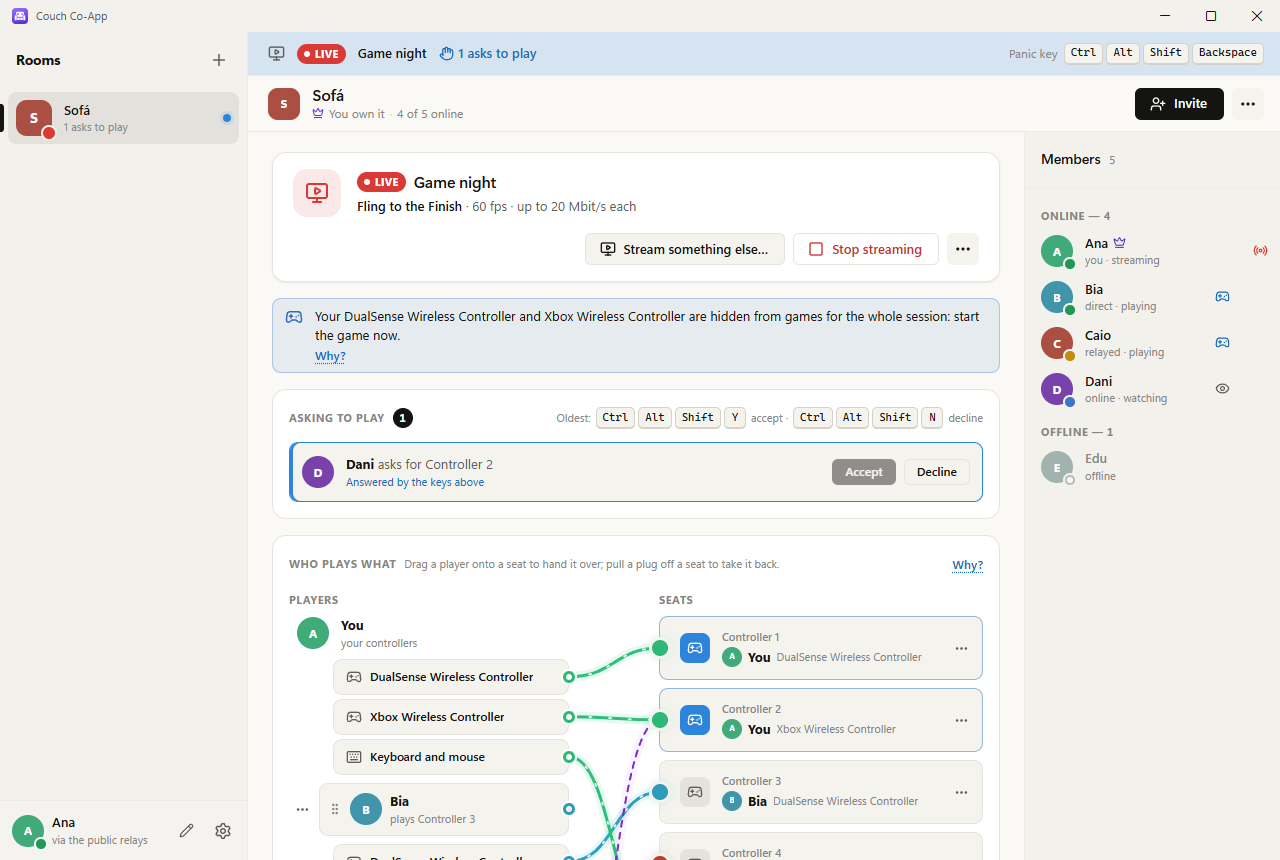 Couch Co-App
Rooms
S
Sofá
1 asks to play
LIVE
Game night
1 asks to play
Panic key
Ctrl
Alt
Shift
Backspace
S
Sofá
You own it · 4 of 5 online
Invite
LIVE
Game night
Fling to the Finish · 60 fps · up to 20 Mbit/s each
Stream something else...
Stop streaming
Your DualSense Wireless Controller and Xbox Wireless Controller are hidden from games for the whole session: start
the game now.
Why?
ASKING TO PLAY
1
Oldest: Ctrl Alt Shift Y accept · Ctrl Alt Shift N decline
D
Dani asks for Controller 2
Answered by the keys above
Accept
Decline
WHO PLAYS WHAT
Drag a player onto a seat to hand it over; pull a plug off a seat to take it back.
Why?
PLAYERS
A
You
your controllers
DualSense Wireless Controller
Xbox Wireless Controller
Keyboard and mouse
B
Bia
plays Controller 3
DualSense Wireless Controller
SEATS
Controller 1
A
You DualSense Wireless Controller
Controller 2
A
You Xbox Wireless Controller
Controller 3
B
Bia DualSense Wireless Controller
Controller 4
Members 5
ONLINE — 4
A
Ana
you · streaming
B
Bia
direct · playing
C
Caio
relayed · playing
D
Dani
online · watching
OFFLINE — 1
E
Edu
offline
A
Ana
via the public relays